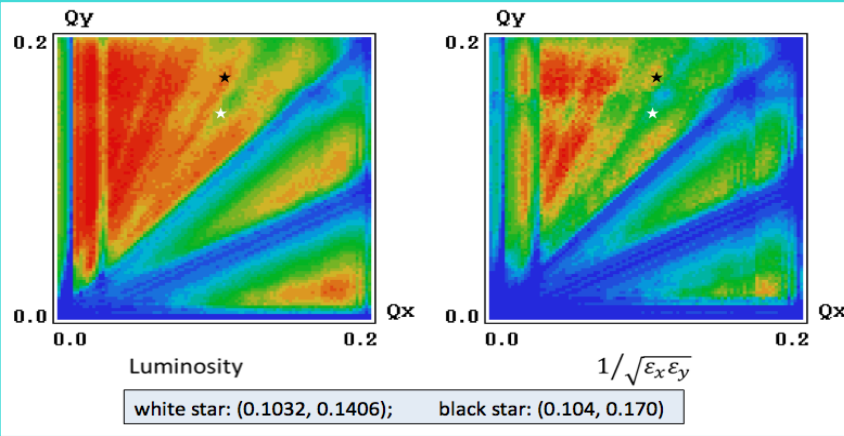 Qy Qy
0.2 0.2
0.0 Qx 0.0 Qx
0.0 0.2 0.0 0.2
Luminosity 1/√εxεy
white star: (0.1032, 0.1406); black star: (0.104, 0.170)